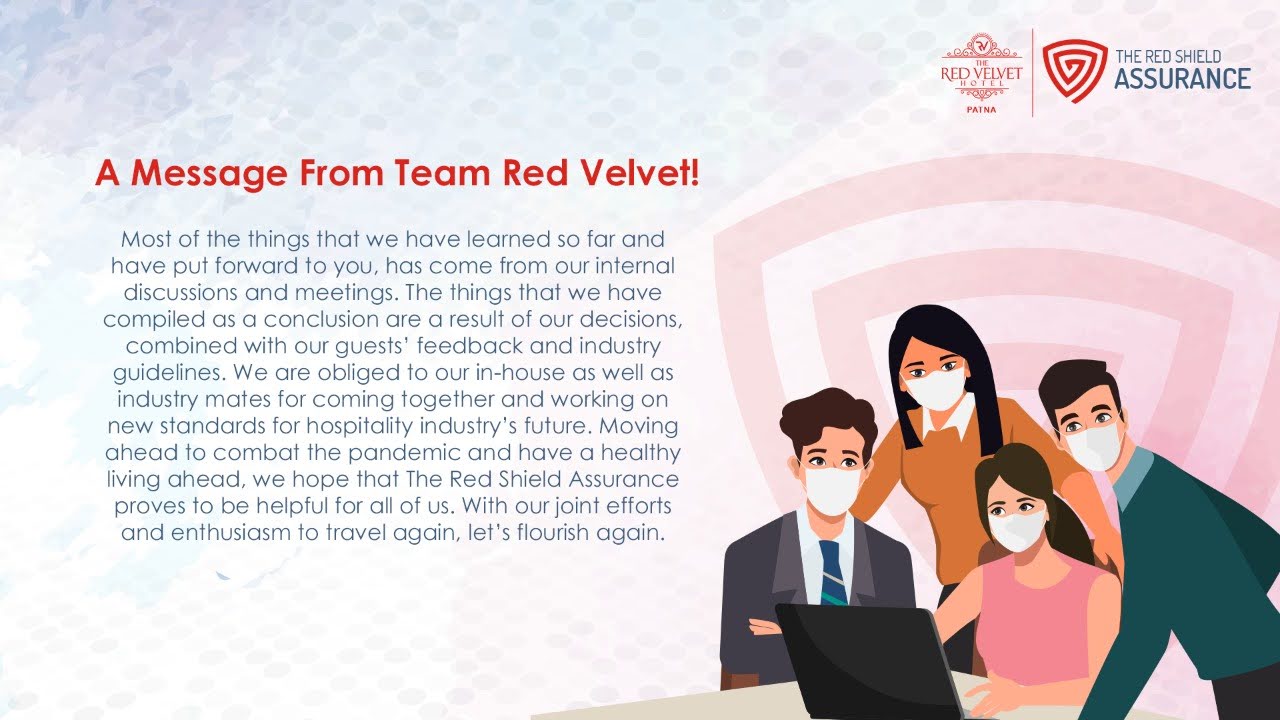 RV
THE
RED VELVET
HOTEL
PATNA
THE RED SHIELD
ASSURANCE
A Message From Team Red Velvet!
Most of the things that we have learned so far and
have put forward to you, has come from our internal
discussions and meetings. The things that we have
compiled as a conclusion are a result of our decisions,
combined with our guests’ feedback and industry
guidelines. We are obliged to our in-house as well as
industry mates for coming together and working on
new standards for hospitality industry’s future. Moving
ahead to combat the pandemic and have a healthy
living ahead, we hope that The Red Shield Assurance
proves to be helpful for all of us. With our joint efforts
and enthusiasm to travel again, let’s flourish again.